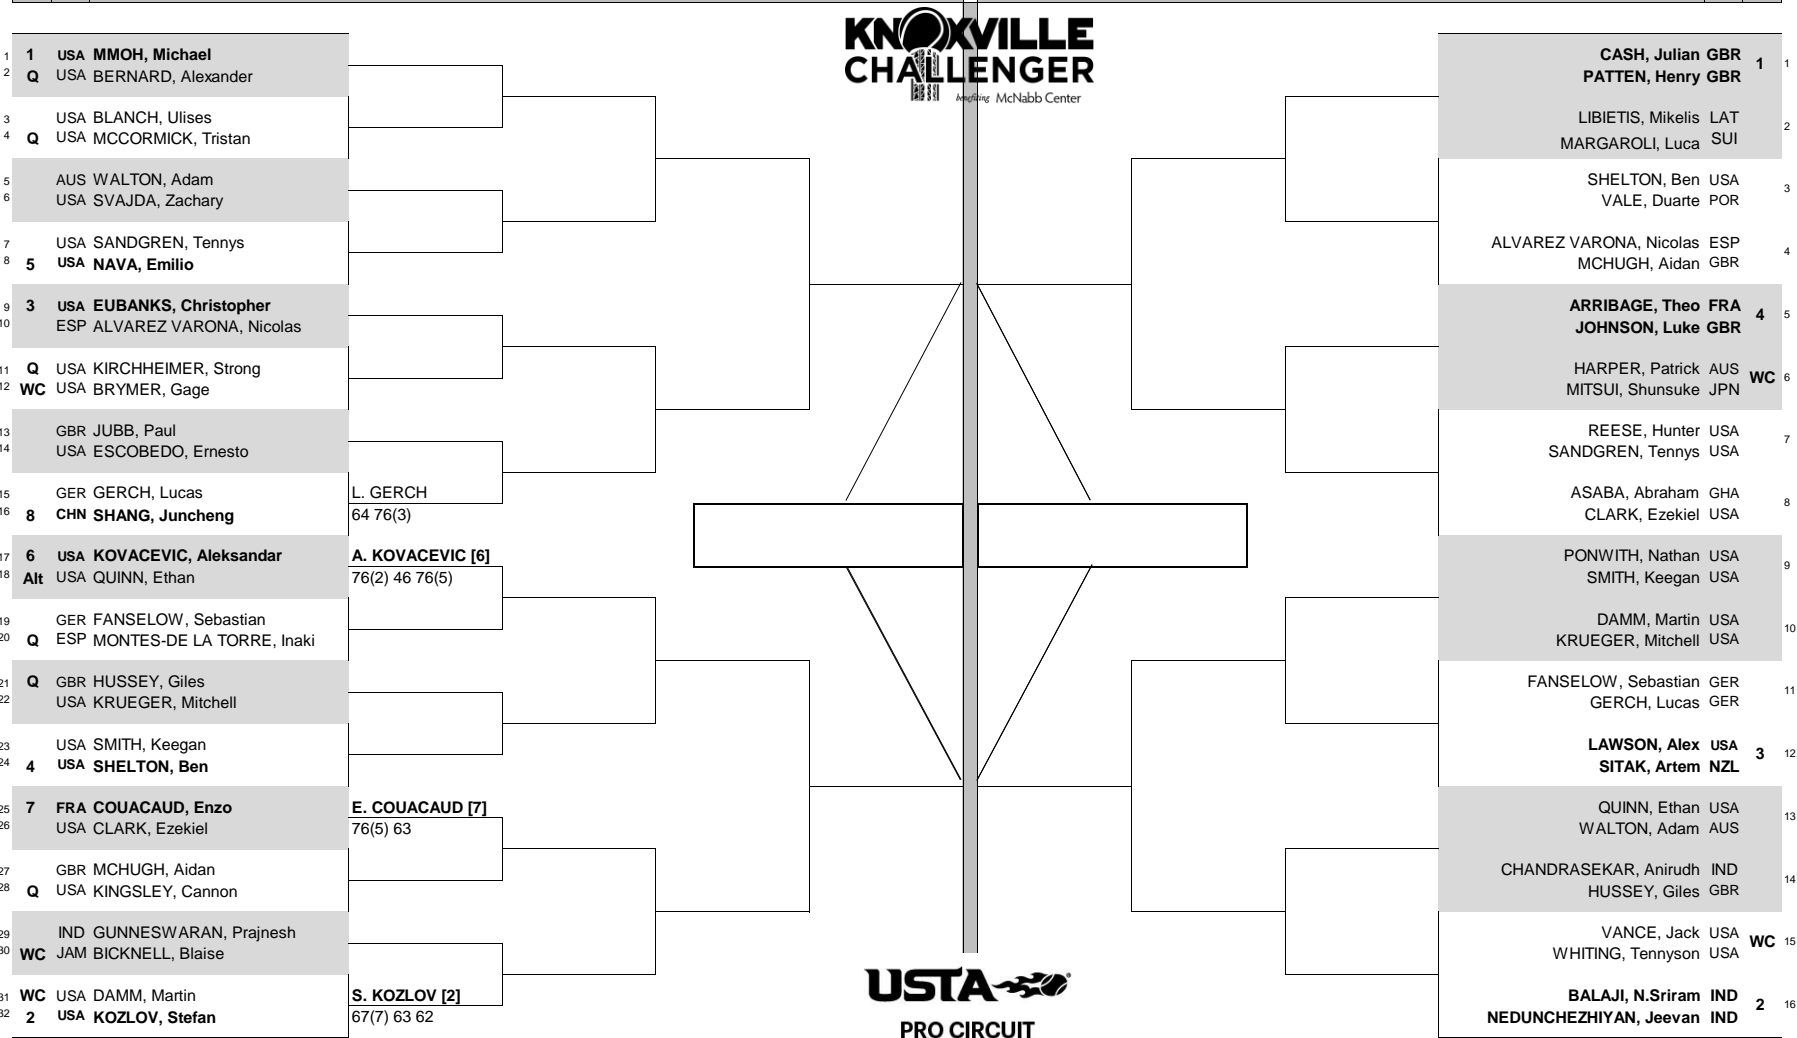 KNOXVILLE
CHALLENGER
benefiting McNabb Center
1 1 USA MMOH, Michael
2 Q USA BERNARD, Alexander
3 USA BLANCH, Ulises
4 Q USA MCCORMICK, Tristan
5 AUS WALTON, Adam
6 USA SVAJDA, Zachary
7 USA SANDGREN, Tennys
8 5 USA NAVA, Emilio
9 3 USA EUBANKS, Christopher
10 ESP ALVAREZ VARONA, Nicolas
11 Q USA KIRCHHEIMER, Strong
12 WC USA BRYMER, Gage
13 GBR JUBB, Paul
14 USA ESCOBEDO, Ernesto
15 GER GERCH, Lucas
16 8 CHN SHANG, Juncheng
17 6 USA KOVACEVIC, Aleksandar
18 Alt USA QUINN, Ethan
19 GER FANSELOW, Sebastian
20 Q ESP MONTES-DE LA TORRE, Inaki
21 Q GBR HUSSEY, Giles
22 USA KRUEGER, Mitchell
23 USA SMITH, Keegan
24 4 USA SHELTON, Ben
25 7 FRA COUACAUD, Enzo
26 USA CLARK, Ezekiel
27 GBR MCHUGH, Aidan
28 Q USA KINGSLEY, Cannon
29 IND GUNNESWARAN, Prajnesh
30 WC JAM BICKNELL, Blaise
31 WC USA DAMM, Martin
32 2 USA KOZLOV, Stefan
L. GERCH
64 76(3)
A. KOVACEVIC [6]
76(2) 46 76(5)
E. COUACAUD [7]
76(5) 63
S. KOZLOV [2]
67(7) 63 62
CASH, Julian GBR
1 1
PATTEN, Henry GBR
LIBIETIS, Mikelis LAT
2
MARGAROLI, Luca SUI
SHELTON, Ben USA
3
VALE, Duarte POR
ALVAREZ VARONA, Nicolas ESP
4
MCHUGH, Aidan GBR
ARRIBAGE, Theo FRA
4 5
JOHNSON, Luke GBR
HARPER, Patrick AUS
WC 6
MITSUI, Shunsuke JPN
REESE, Hunter USA
7
SANDGREN, Tennys USA
ASABA, Abraham GHA
8
CLARK, Ezekiel USA
PONWITH, Nathan USA
9
SMITH, Keegan USA
DAMM, Martin USA
10
KRUEGER, Mitchell USA
FANSELOW, Sebastian GER
11
GERCH, Lucas GER
LAWSON, Alex USA
3 12
SITAK, Artem NZL
QUINN, Ethan USA
13
WALTON, Adam AUS
CHANDRASEKAR, Anirudh IND
14
HUSSEY, Giles GBR
VANCE, Jack USA
WC 15
WHITING, Tennyson USA
BALAJI, N.Sriram IND
2 16
NEDUNCHEZHIYAN, Jeevan IND
USTA
PRO CIRCUIT